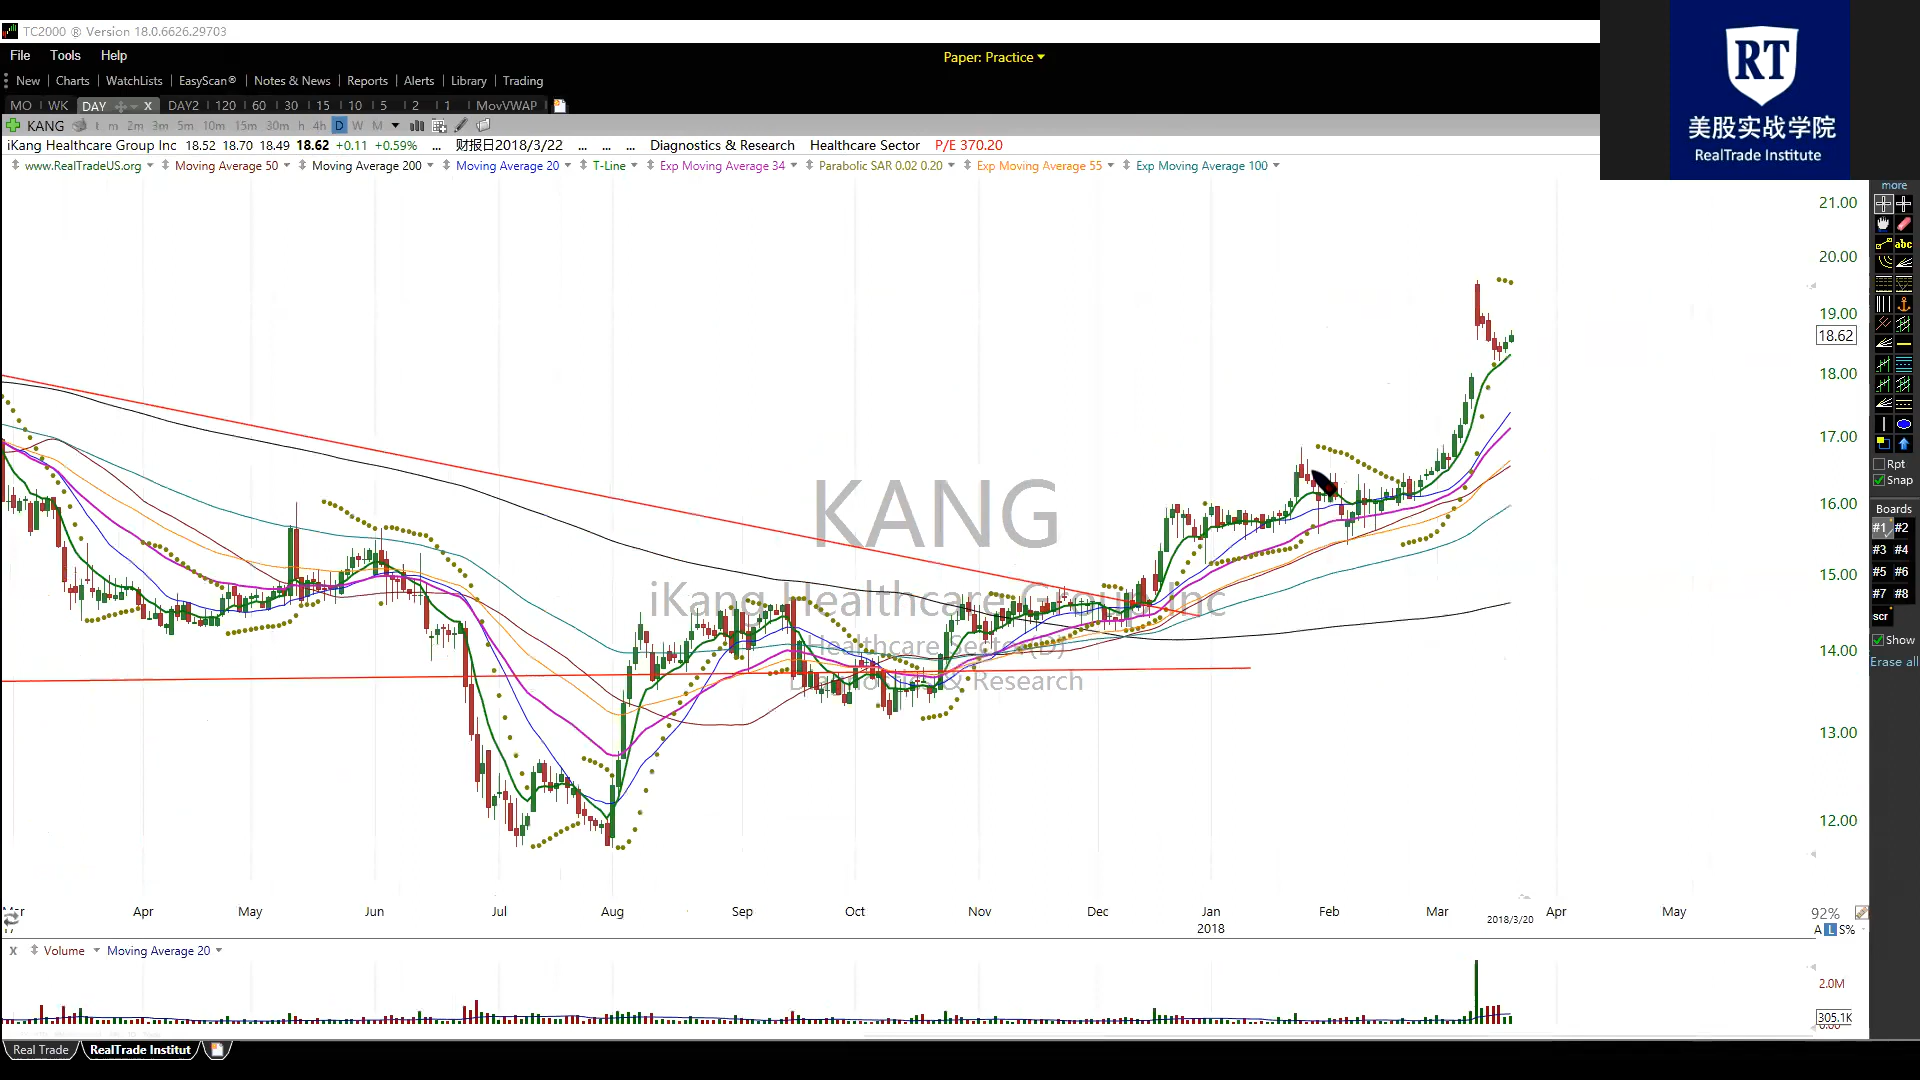 TC2000 ® Version 18.0.6626.29703
File Tools Help
Paper: Practice
RT
美股实战学院
RealTrade Institute
New Charts WatchLists EasyScan® Notes & News Reports Alerts Library Trading
MO WK DAY X DAY2 120 60 30 15 10 5 2 1 MovVWAP
KANG 1 m 2m 3m 5m 10m 15m 30m h 4h D W M
iKang Healthcare Group Inc 18.52 18.70 18.49 18.62 +0.11 +0.59% ... 财报日2018/3/22 ... ... ... Diagnostics & Research Healthcare Sector P/E 370.20
www.RealTradeUS.org Moving Average 50 Moving Average 200 Moving Average 20 T-Line Exp Moving Average 34 Parabolic SAR 0.02 0.20 Exp Moving Average 55 Exp Moving Average 100
more
abc
Rpt
Snap
Boards
#1 #2
#3 #4
#5 #6
#7 #8
scr
Show
Erase all
21.00
20.00
19.00
18.62
18.00
17.00
16.00
15.00
14.00
13.00
12.00
KANG
iKang Healthcare Group Inc
Healthcare Sector (D)
Diagnostics & Research
Apr May Jun Jul Aug Sep Oct Nov Dec Jan Feb Mar 2018/3/20 Apr May
2018
92%
A L S%
X Volume Moving Average 20
2.0M
305.1K
Real Trade RealTrade Institut